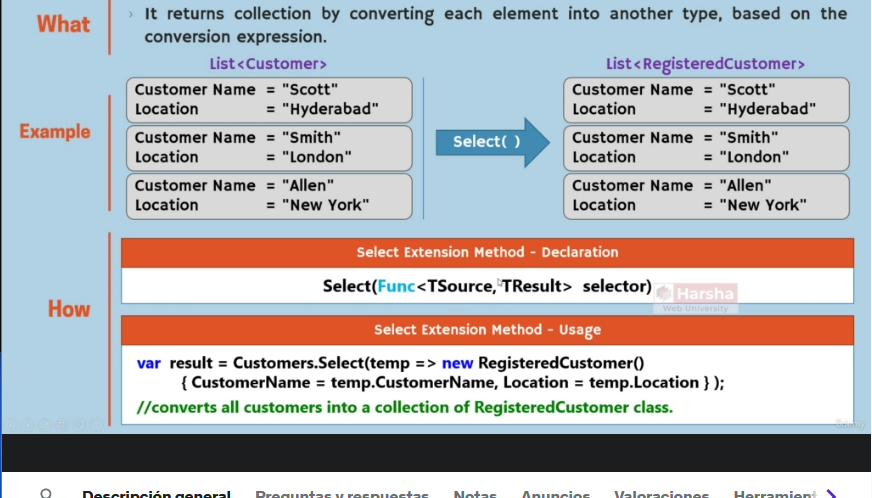 What
› It returns collection by converting each element into another type, based on the
conversion expression.
List<Customer>
List<RegisteredCustomer>
Example
Customer Name = "Scott"
Location = "Hyderabad"
Customer Name = "Smith"
Location = "London"
Customer Name = "Allen"
Location = "New York"
Select( )
Customer Name = "Scott"
Location = "Hyderabad"
Customer Name = "Smith"
Location = "London"
Customer Name = "Allen"
Location = "New York"
How
Select Extension Method - Declaration
Select(Func<TSource, TResult> selector)
Harsha
Web University
Select Extension Method - Usage
var result = Customers.Select(temp => new RegisteredCustomer()
{ CustomerName = temp.CustomerName, Location = temp.Location } );
//converts all customers into a collection of RegisteredCustomer class.
Udemy
Descripción general Preguntas y respuestas Notas Anuncios Valoraciones Herramient